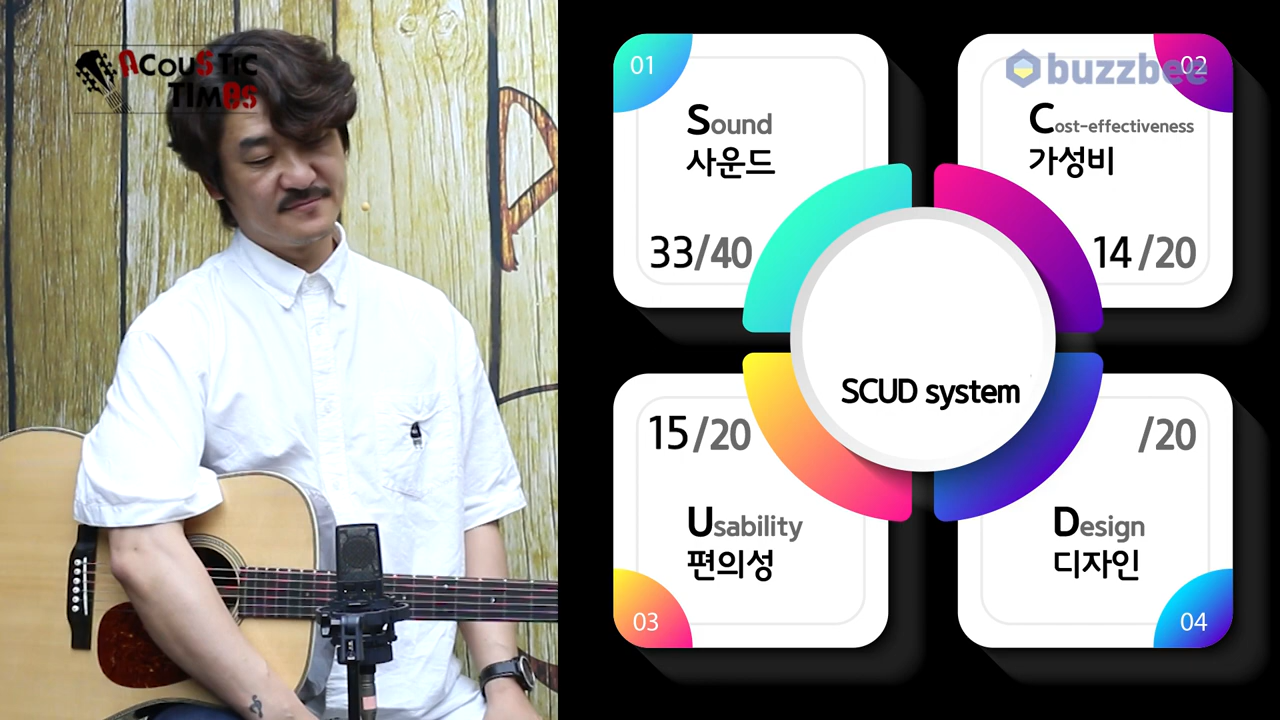 ACOUSTIC
TIMBS
01
Sound
사운드
33/40
buzzbee
02
Cost-effectiveness
가성비
14/20
SCUD system
15/20
Usability
편의성
03
/20
Design
디자인
04